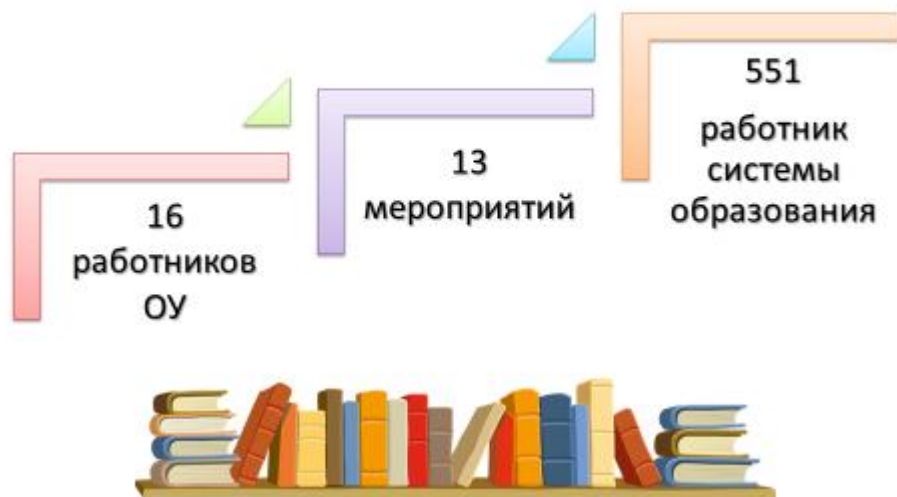 16
работников
ОУ
13
мероприятий
551
работник
системы
образования